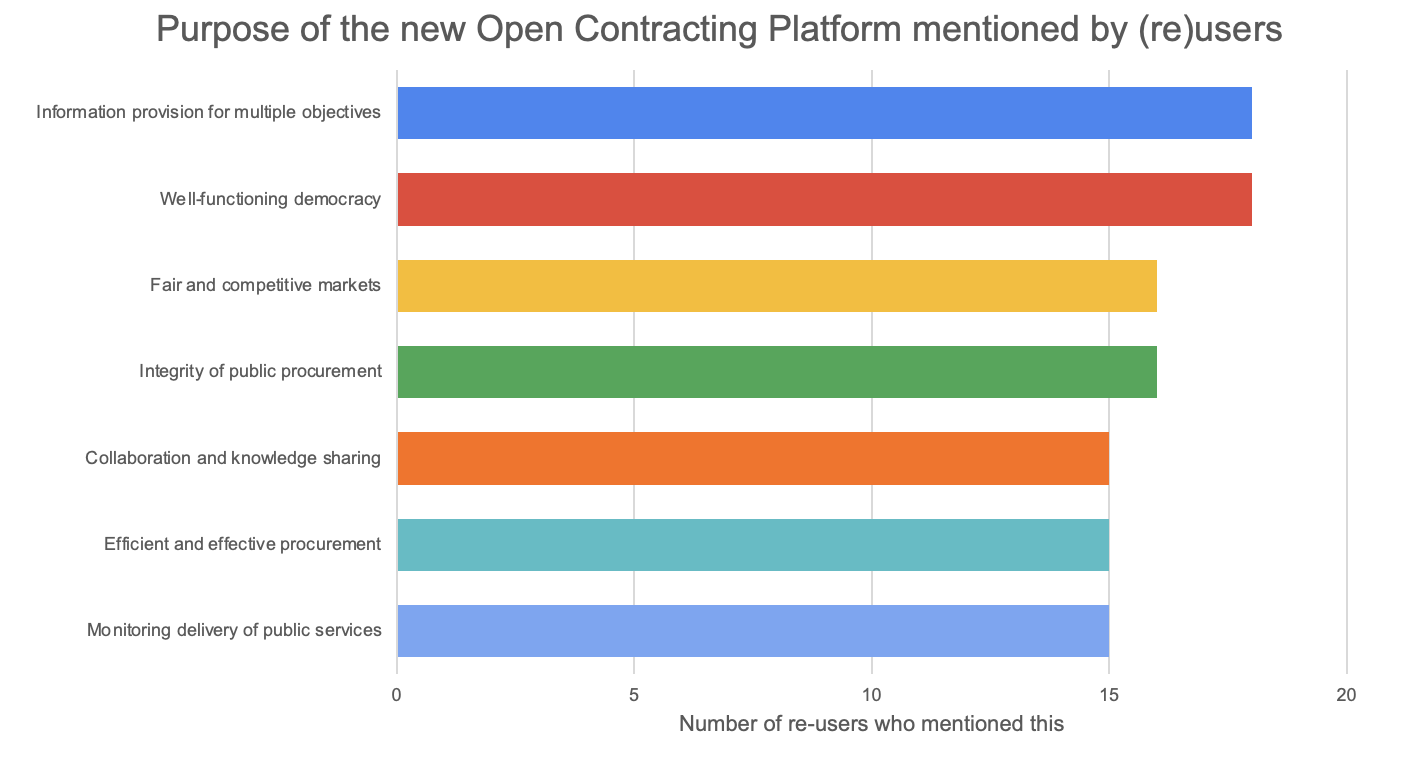 Purpose of the new Open Contracting Platform mentioned by (re)users
Information provision for multiple objectives
Well-functioning democracy
Fair and competitive markets
Integrity of public procurement
Collaboration and knowledge sharing
Efficient and effective procurement
Monitoring delivery of public services
0 5 10 15 20
Number of re-users who mentioned this